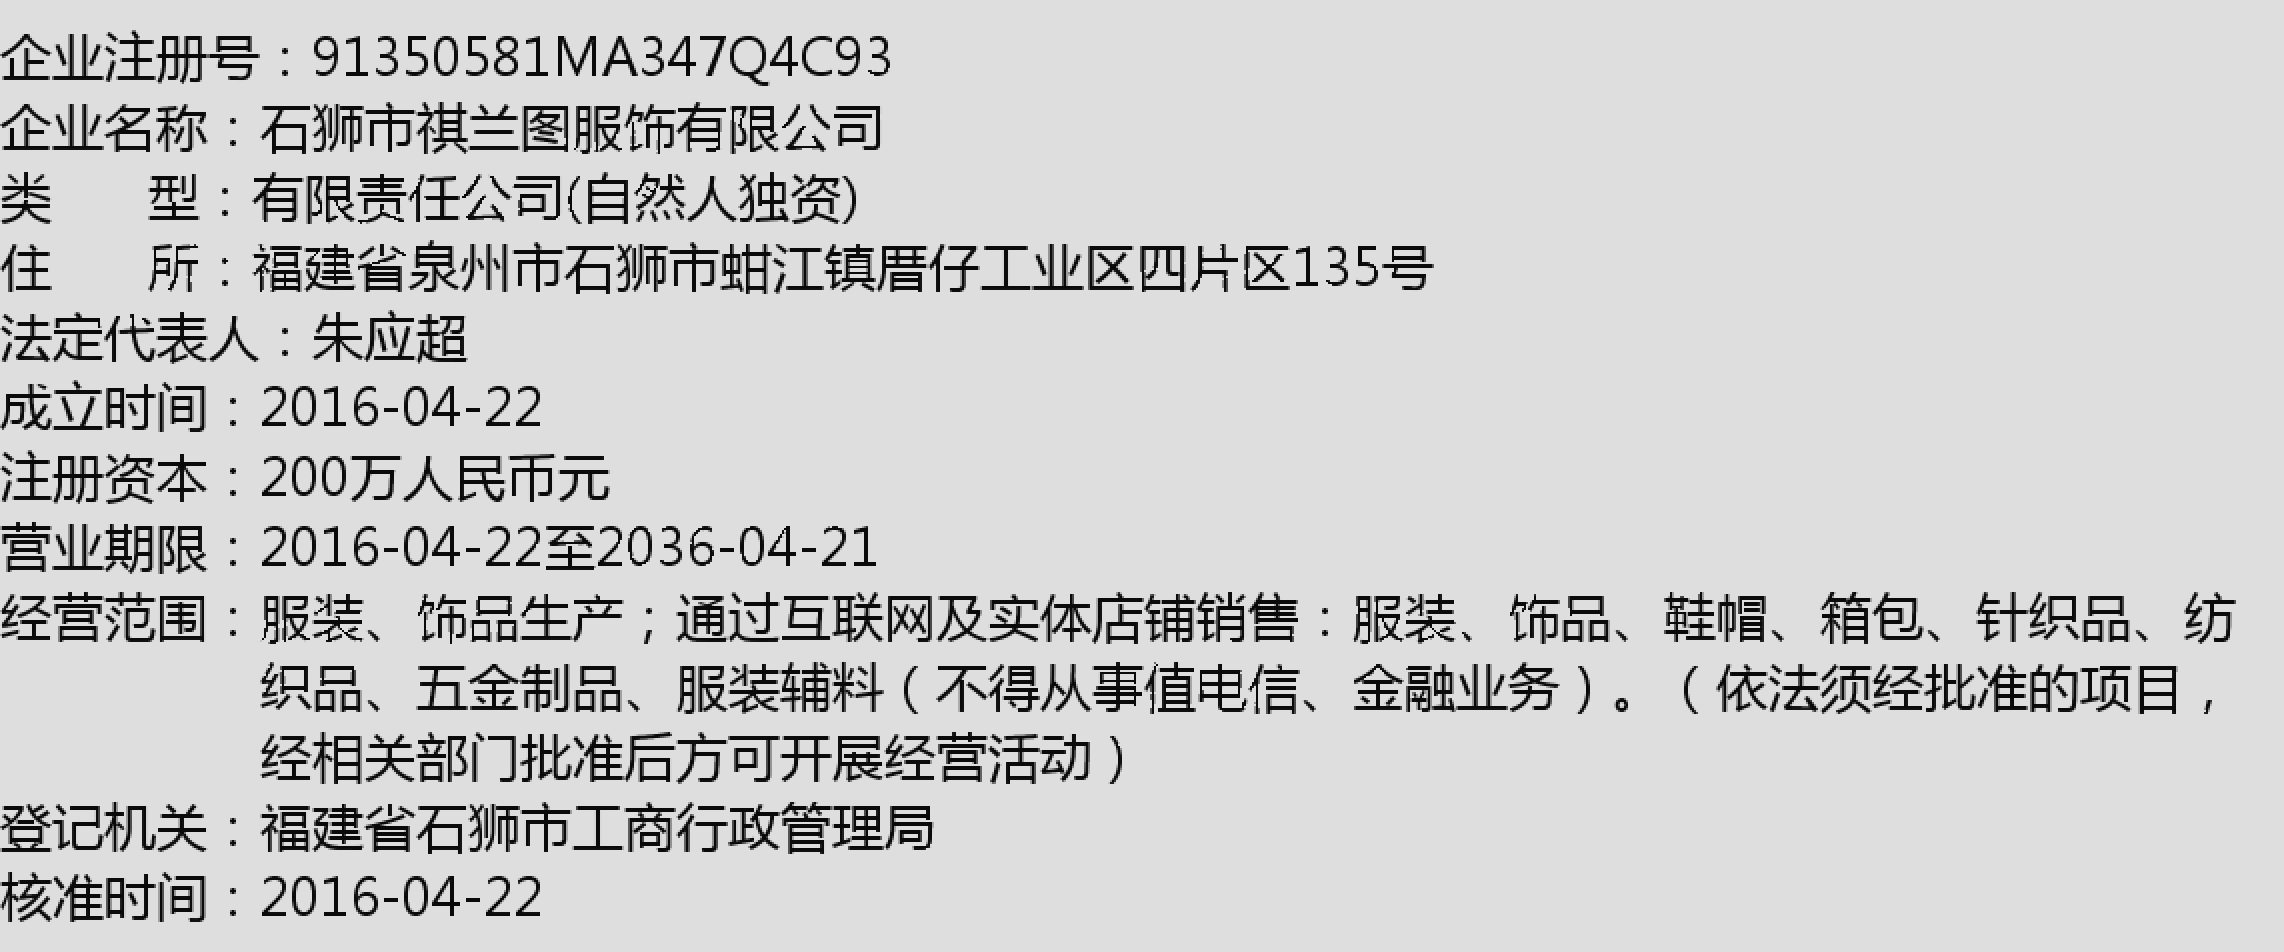 企业注册号：91350581MA347Q4C93
企业名称：石狮市祺兰图服饰有限公司
类　　型：有限责任公司(自然人独资)
住　　所：福建省泉州市石狮市蚶江镇厝仔工业区四片区135号
法定代表人：朱应超
成立时间：2016-04-22
注册资本：200万人民币元
营业期限：2016-04-22至2036-04-21
经营范围：服装、饰品生产；通过互联网及实体店铺销售：服装、饰品、鞋帽、箱包、针织品、纺
织品、五金制品、服装辅料（不得从事值电信、金融业务）。（依法须经批准的项目，
经相关部门批准后方可开展经营活动）
登记机关：福建省石狮市工商行政管理局
核准时间：2016-04-22